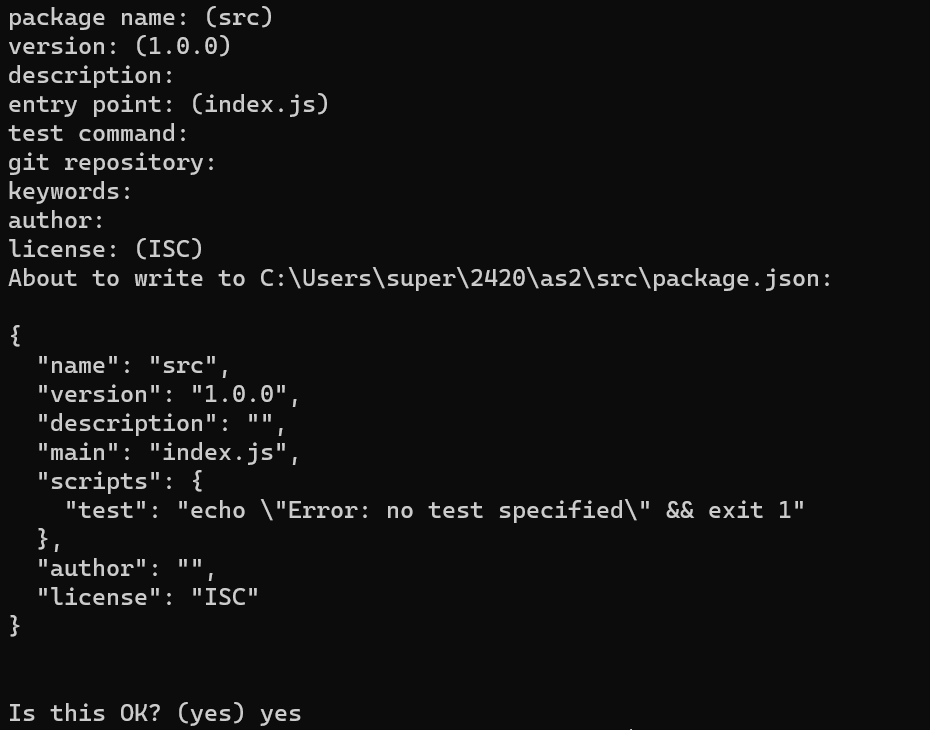 package name: (src)
version: (1.0.0)
description:
entry point: (index.js)
test command:
git repository:
keywords:
author:
license: (ISC)
About to write to C:\Users\super\2420\as2\src\package.json:

{
  "name": "src",
  "version": "1.0.0",
  "description": "",
  "main": "index.js",
  "scripts": {
    "test": "echo \"Error: no test specified\" && exit 1"
  },
  "author": "",
  "license": "ISC"
}


Is this OK? (yes) yes